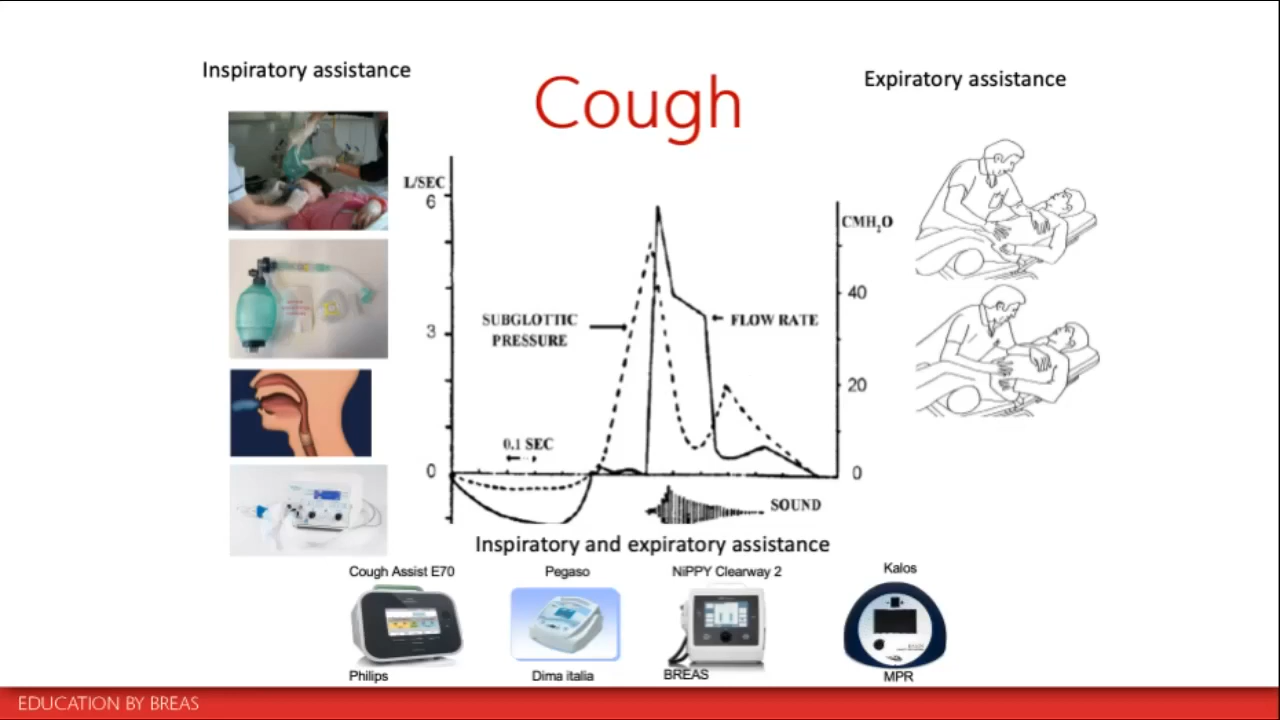 Inspiratory assistance
Cough
Expiratory assistance
L/SEC
6
CMH₂O
40
SUBGLOTTIC
PRESSURE
FLOW RATE
3
20
0.1 SEC
0
0
SOUND
Inspiratory and expiratory assistance
Cough Assist E70
Pegaso
NiPPY Clearway 2
Kalos
Philips
Dima italia
BREAS
MPR
EDUCATION BY BREAS